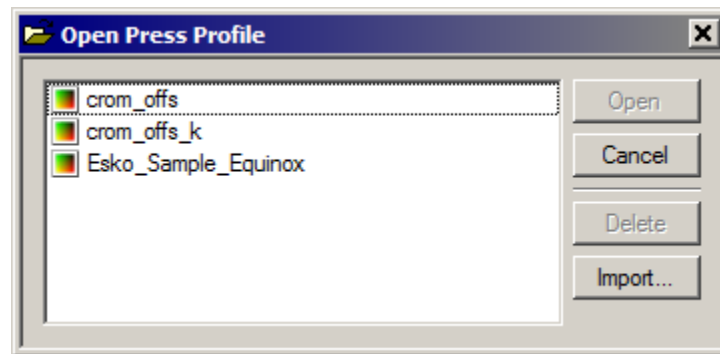 Open Press Profile
crom_offs
crom_offs_k
Esko_Sample_Equinox
Open
Cancel
Delete
Import...